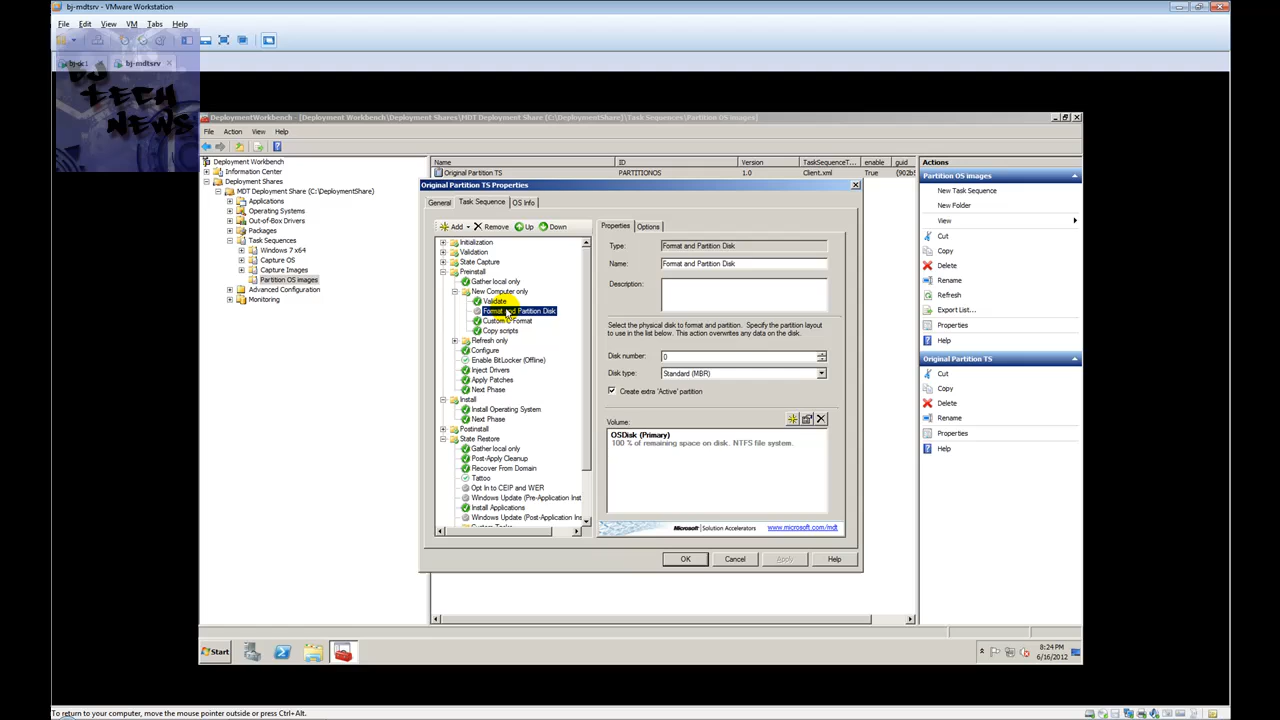 bj-mdtsrv - VMware Workstation
File Edit View VM Tabs Help
bj-dc1 bj-mdtsrv
BJ
TECH
NEWS
DeploymentWorkbench - [Deployment Workbench\Deployment Shares\MDT Deployment Share (C:\DeploymentShare)\Task Sequences\Partition OS images]
File Action View Help
Deployment Workbench
Information Center
Deployment Shares
MDT Deployment Share (C:\DeploymentShare)
Applications
Operating Systems
Out-of-Box Drivers
Packages
Task Sequences
Windows 7 x64
Capture OS
Capture Images
Partition OS images
Advanced Configuration
Monitoring
Name ID Version TaskSequenceT... enable guid
Original Partition TS PARTITIONOS 1.0 Client.xml True {902b5
Original Partition TS Properties
General Task Sequence OS Info
Add Remove Up Down
Initialization
Validation
State Capture
Preinstall
Gather local only
New Computer only
Validate
Format and Partition Disk
Copy scripts
Refresh only
Configure
Enable BitLocker (Offline)
Inject Drivers
Apply Patches
Next Phase
Install
Install Operating System
Next Phase
Postinstall
State Restore
Gather local only
Post-Apply Cleanup
Recover From Domain
Tattoo
Opt In to CEIP and WER
Windows Update (Pre-Application Inst
Install Applications
Windows Update (Post-Application Ins
Properties Options
Type: Format and Partition Disk
Name: Format and Partition Disk
Description:
Select the physical disk to format and partition. Specify the partition layout
to use in the list below. This action overwrites any data on the disk.
Disk number: 0
Disk type: Standard (MBR)
Create extra 'Active' partition
Volume:
OSDisk (Primary)
100 % of remaining space on disk. NTFS file system.
Microsoft Solution Accelerators www.microsoft.com/mdt
OK Cancel Apply Help
Actions
Partition OS images
New Task Sequence
New Folder
View
Cut
Copy
Delete
Rename
Refresh
Export List...
Properties
Help
Original Partition TS
Cut
Copy
Delete
Rename
Properties
Help
Start
8:24 PM
6/16/2012
To return to your computer, move the mouse pointer outside or press Ctrl+Alt.